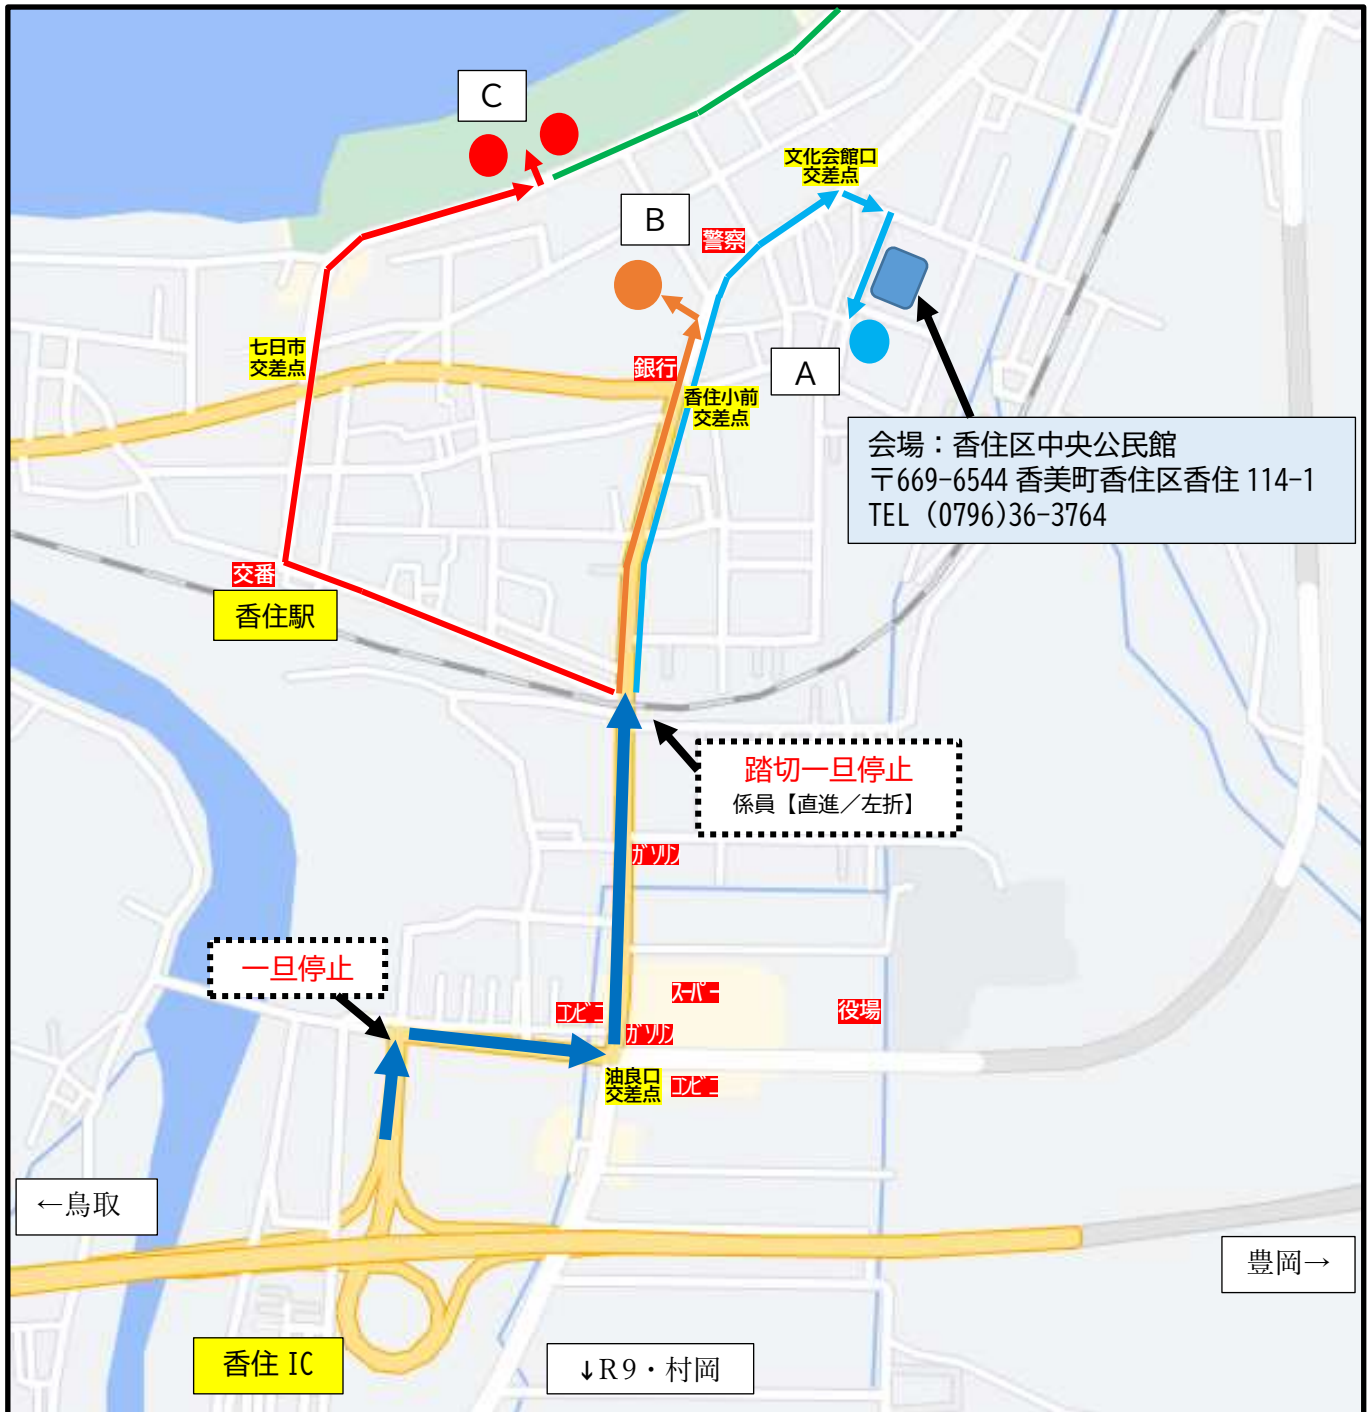 C
文化会館口
交差点
B
警察
七日市
交差点
銀行
A
香住小前
交差点
会場：香住区中央公民館
〒669-6544 香美町香住区香住 114-1
TEL (0796)36-3764
交番
香住駅
踏切一旦停止
係員【直進／左折】
ｶﾞｿﾘﾝ
一旦停止
ｽｰﾊﾟｰ
ｺﾝﾋﾞﾆ
役場
ｶﾞｿﾘﾝ
油良口
交差点
ｺﾝﾋﾞﾆ
←鳥取
豊岡→
香住 IC
↓R9・村岡